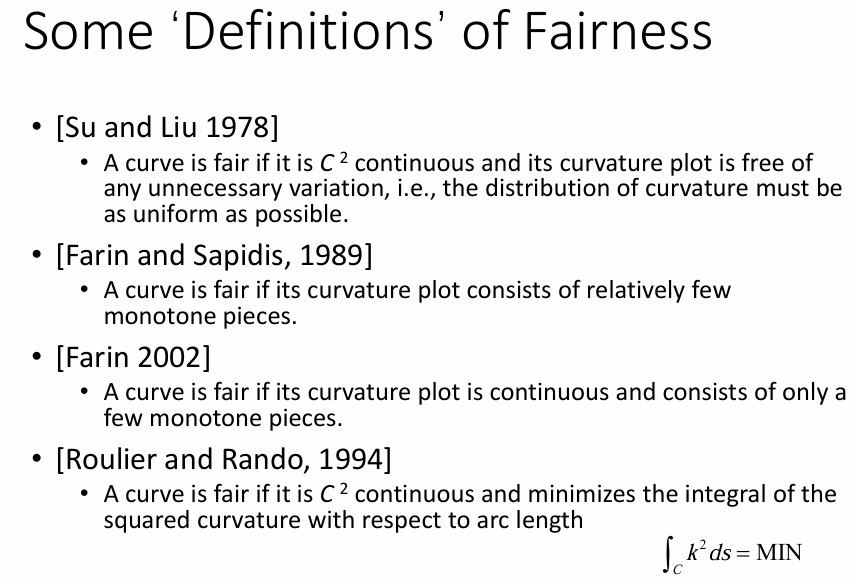 Some ‘Definitions’ of Fairness
• [Su and Liu 1978]
• A curve is fair if it is C ² continuous and its curvature plot is free of
any unnecessary variation, i.e., the distribution of curvature must be
as uniform as possible.
• [Farin and Sapidis, 1989]
• A curve is fair if its curvature plot consists of relatively few
monotone pieces.
• [Farin 2002]
• A curve is fair if its curvature plot is continuous and consists of only a
few monotone pieces.
• [Roulier and Rando, 1994]
• A curve is fair if it is C ² continuous and minimizes the integral of the
squared curvature with respect to arc length
∫_C k² ds = MIN